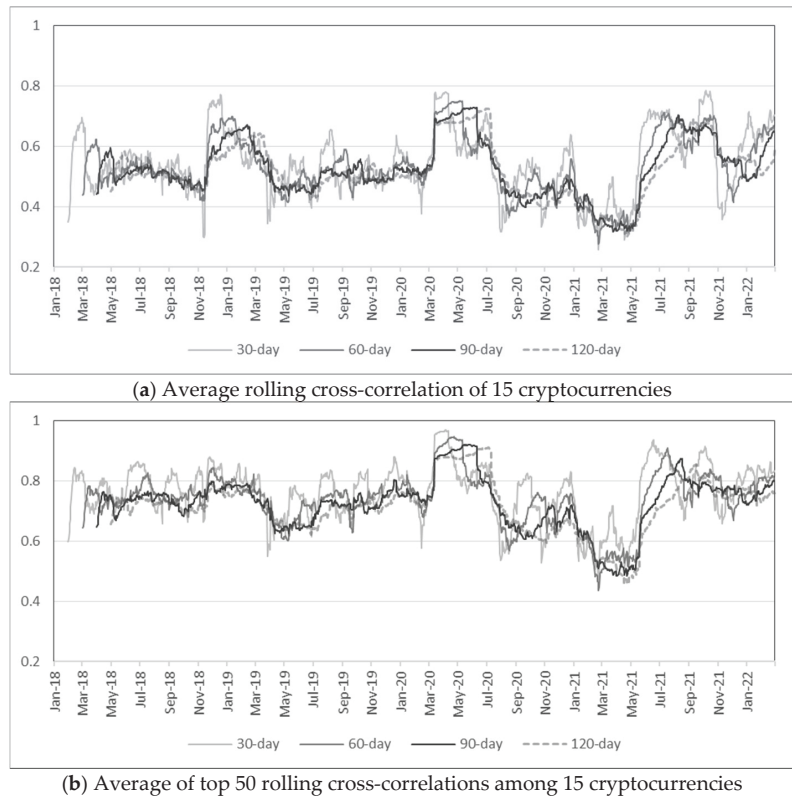 1
0.8
0.6
0.4
0.2
Jan-18 Mar-18 May-18 Jul-18 Sep-18 Nov-18 Jan-19 Mar-19 May-19 Jul-19 Sep-19 Nov-19 Jan-20 Mar-20 May-20 Jul-20 Sep-20 Nov-20 Jan-21 Mar-21 May-21 Jul-21 Sep-21 Nov-21 Jan-22
30-day 60-day 90-day 120-day
(a) Average rolling cross-correlation of 15 cryptocurrencies
1
0.8
0.6
0.4
0.2
Jan-18 Mar-18 May-18 Jul-18 Sep-18 Nov-18 Jan-19 Mar-19 May-19 Jul-19 Sep-19 Nov-19 Jan-20 Mar-20 May-20 Jul-20 Sep-20 Nov-20 Jan-21 Mar-21 May-21 Jul-21 Sep-21 Nov-21 Jan-22
30-day 60-day 90-day 120-day
(b) Average of top 50 rolling cross-correlations among 15 cryptocurrencies